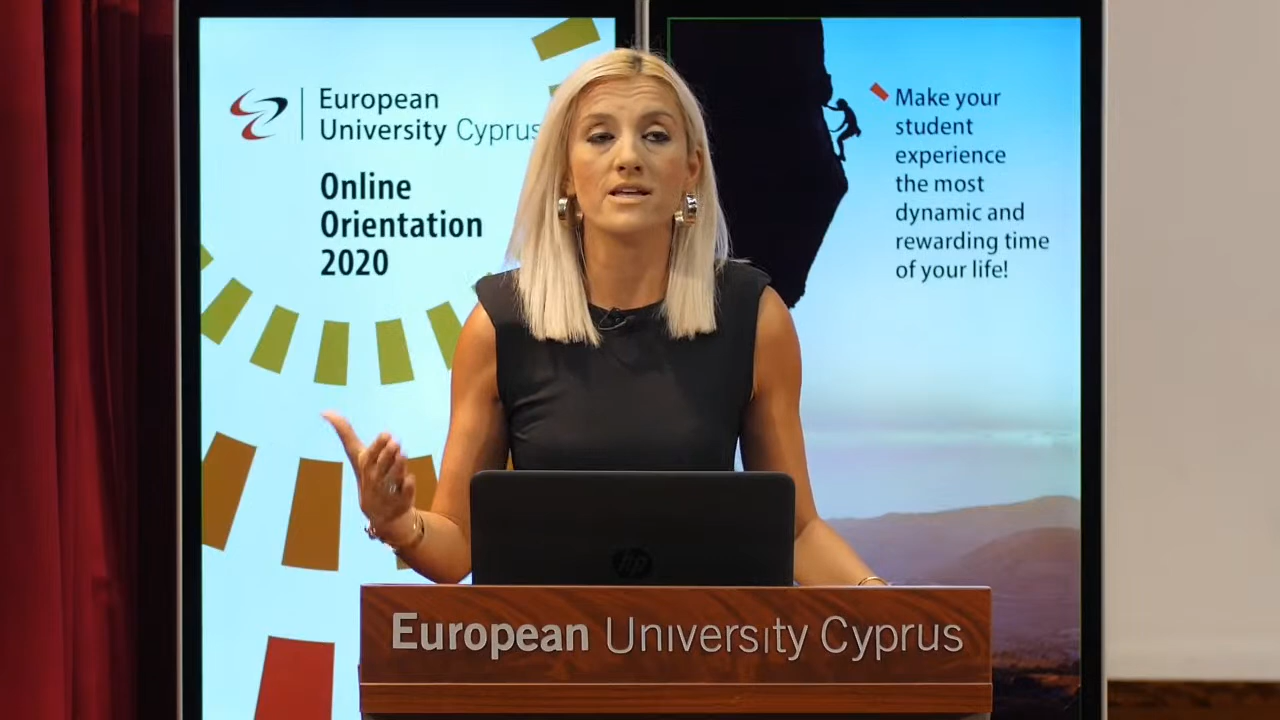 European
University Cyprus
Online
Orientation
2020
Make your
student
experience
the most
dynamic and
rewarding time
of your life!
hp
European University Cyprus